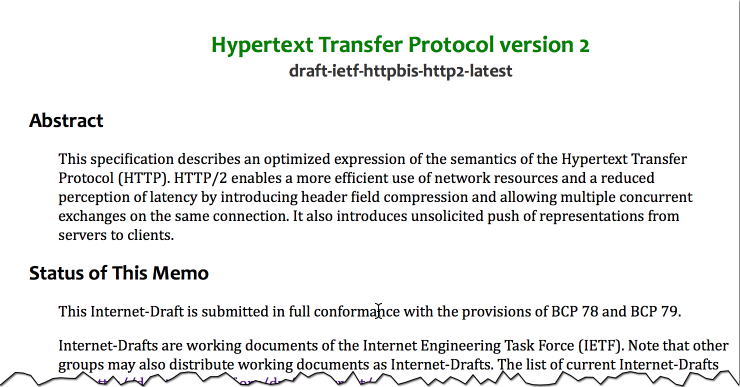 Hypertext Transfer Protocol version 2
draft-ietf-httpbis-http2-latest
Abstract
This specification describes an optimized expression of the semantics of the Hypertext Transfer
Protocol (HTTP). HTTP/2 enables a more efficient use of network resources and a reduced
perception of latency by introducing header field compression and allowing multiple concurrent
exchanges on the same connection. It also introduces unsolicited push of representations from
servers to clients.
Status of This Memo
This Internet-Draft is submitted in full conformance with the provisions of BCP 78 and BCP 79.
Internet-Drafts are working documents of the Internet Engineering Task Force (IETF). Note that other
groups may also distribute working documents as Internet-Drafts. The list of current Internet-Drafts